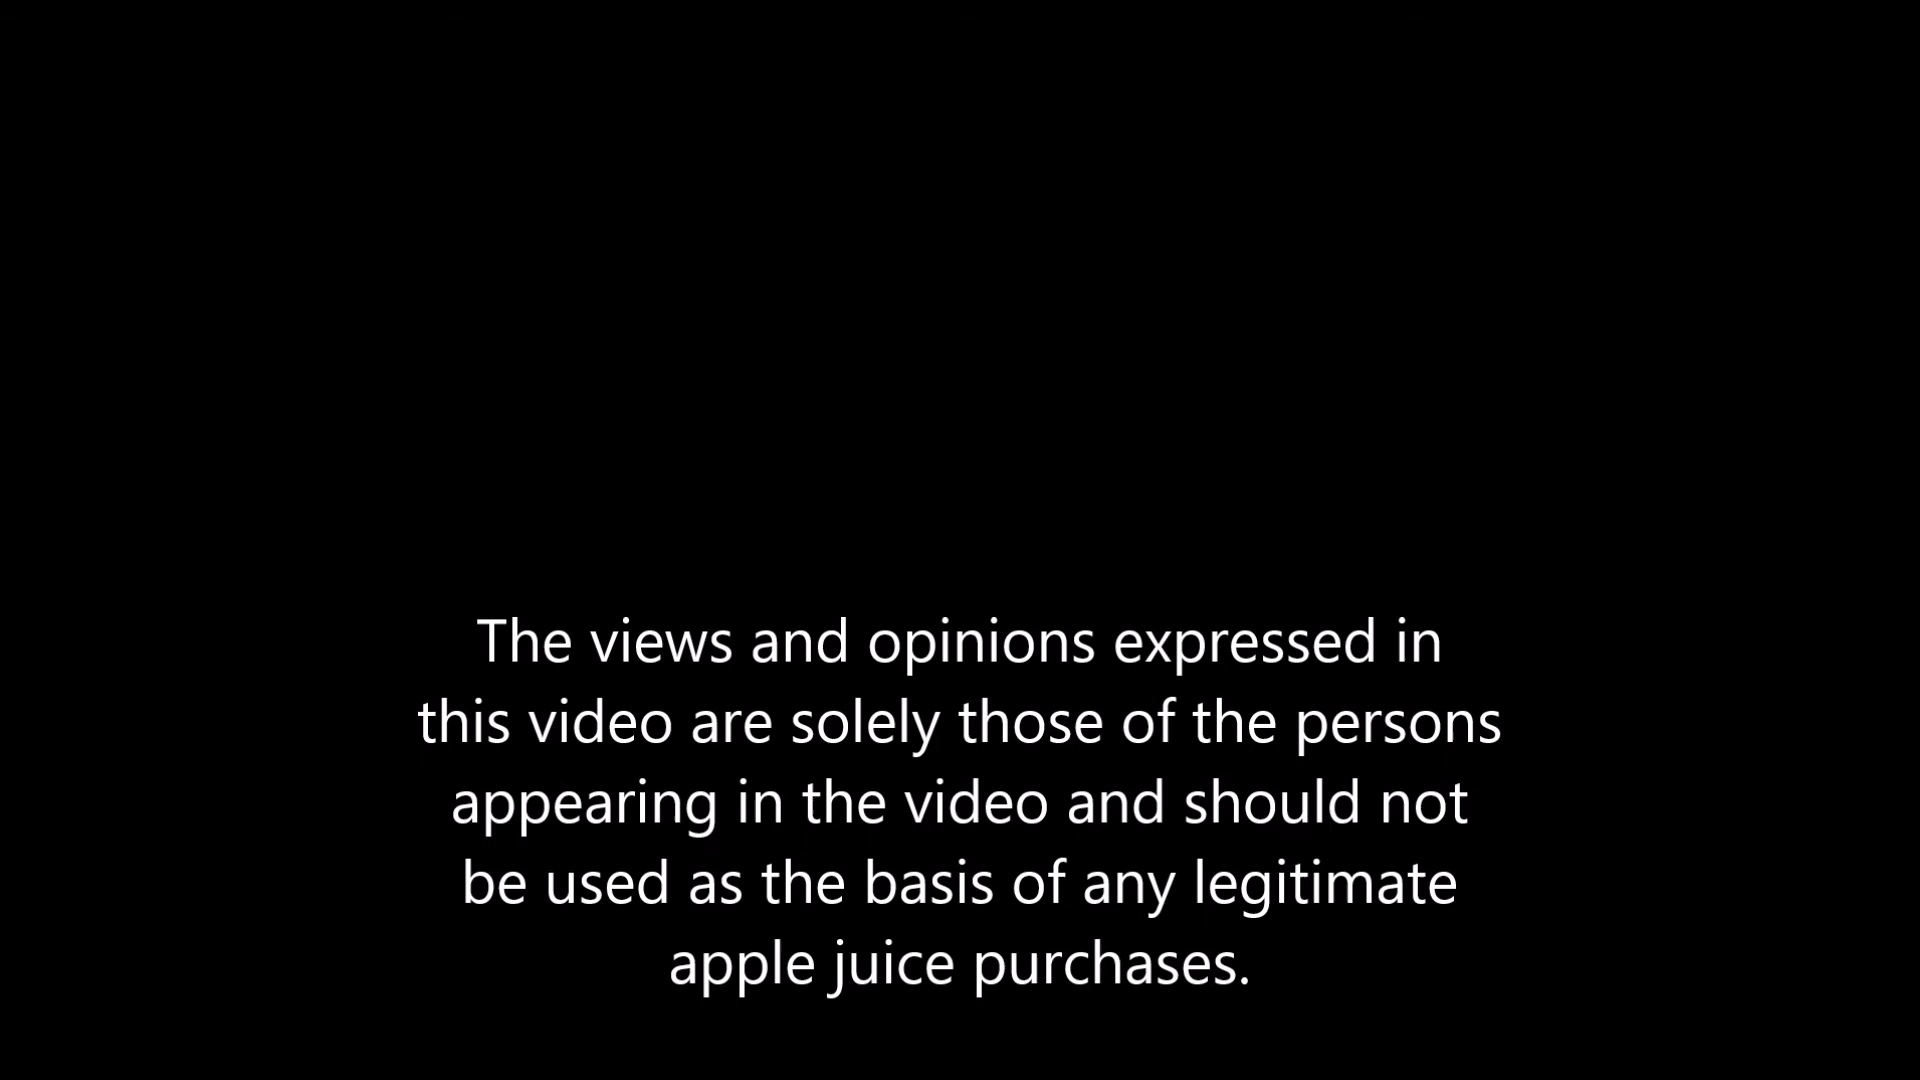 The views and opinions expressed in
this video are solely those of the persons
appearing in the video and should not
be used as the basis of any legitimate
apple juice purchases.